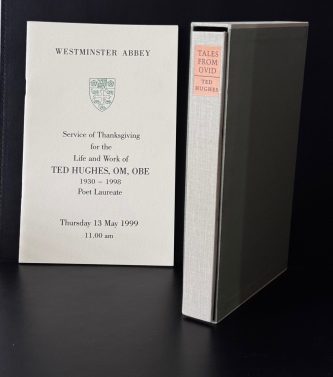 WESTMINSTER ABBEY
Service of Thanksgiving
for the
Life and Work of
TED HUGHES, OM, OBE
1930 – 1998
Poet Laureate
Thursday 13 May 1999
11.00 am
TALES
FROM
OVID
TED
HUGHES